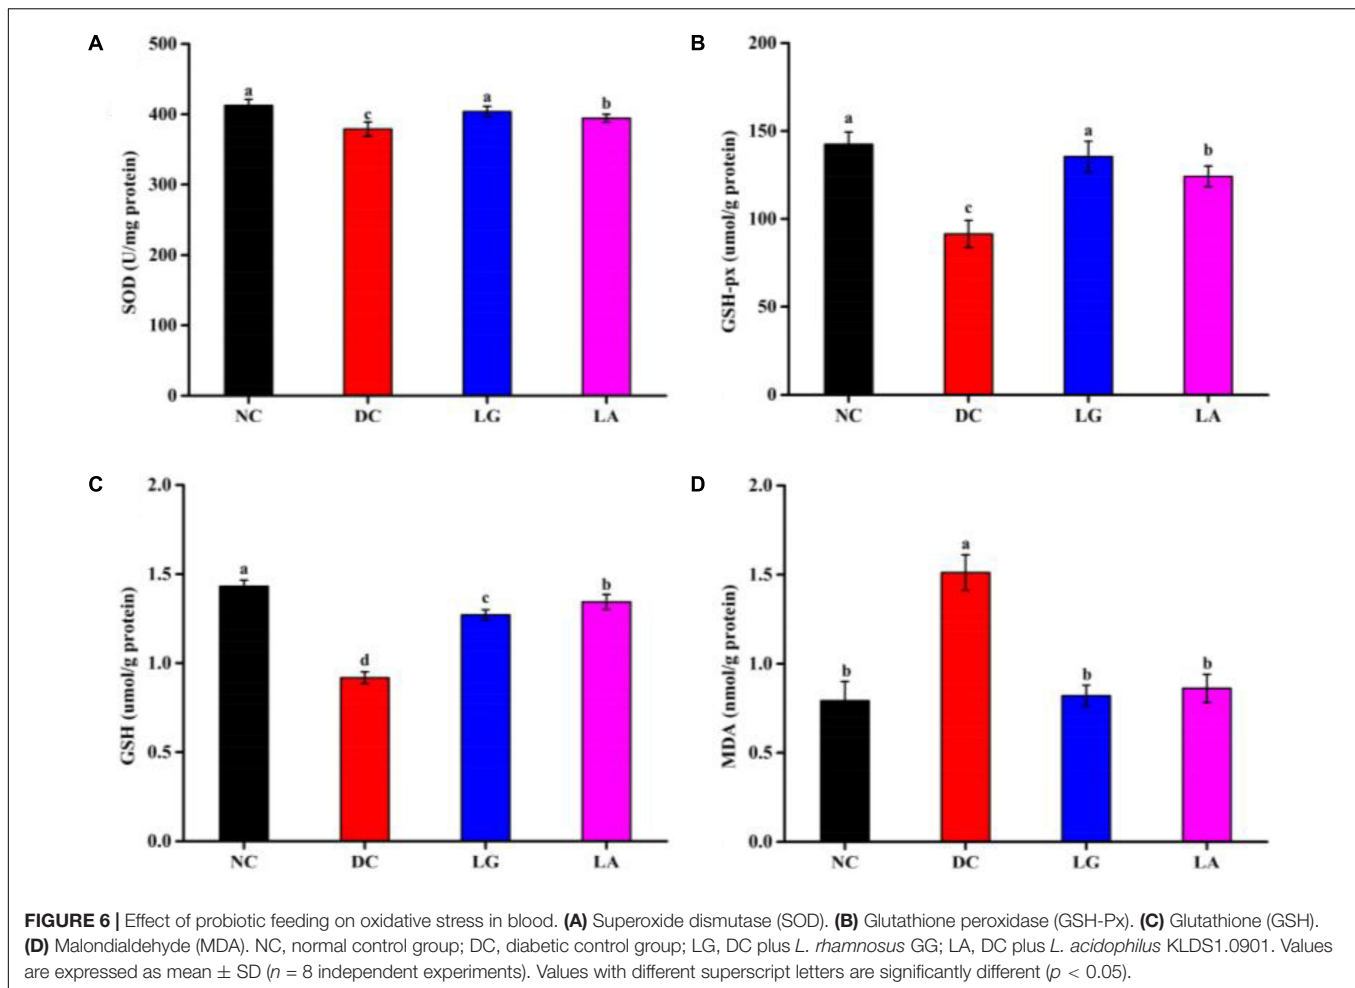 A
500
400
300
200
100
0
SOD (U/mg protein)
a
c
a
b
NC DC LG LA
B
200
150
100
50
0
GSH-px (umol/g protein)
a
c
a
b
NC DC LG LA
C
2.0
1.5
1.0
0.5
0.0
GSH (umol/g protein)
a
d
c
b
NC DC LG LA
D
2.0
1.5
1.0
0.5
0.0
MDA (nmol/g protein)
b
a
b
b
NC DC LG LA
FIGURE 6 | Effect of probiotic feeding on oxidative stress in blood. (A) Superoxide dismutase (SOD). (B) Glutathione peroxidase (GSH-Px). (C) Glutathione (GSH).
(D) Malondialdehyde (MDA). NC, normal control group; DC, diabetic control group; LG, DC plus L. rhamnosus GG; LA, DC plus L. acidophilus KLDS1.0901. Values
are expressed as mean ± SD (n = 8 independent experiments). Values with different superscript letters are significantly different (p < 0.05).